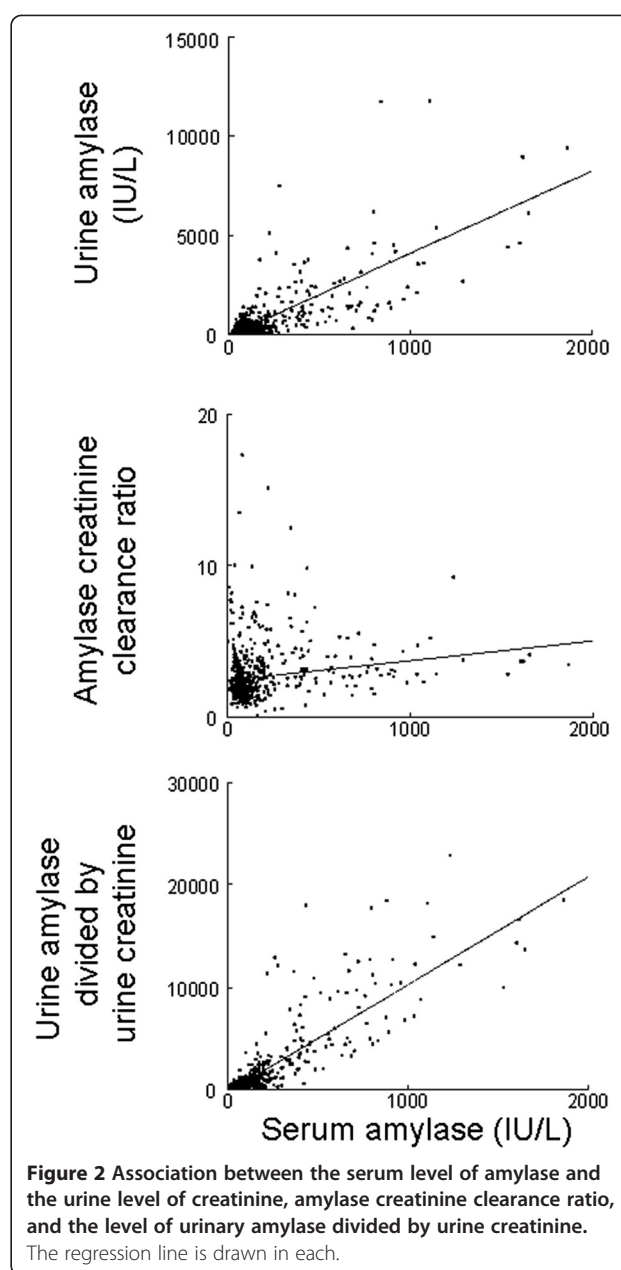 15000
10000
5000
0
Urine amylase
(IU/L)
0 1000 2000
20
10
0
Amylase creatinine
clearance ratio
0 1000 2000
30000
20000
10000
0
Urine amylase
divided by
urine creatinine
0 1000 2000
Serum amylase (IU/L)
Figure 2 Association between the serum level of amylase and
the urine level of creatinine, amylase creatinine clearance ratio,
and the level of urinary amylase divided by urine creatinine.
The regression line is drawn in each.